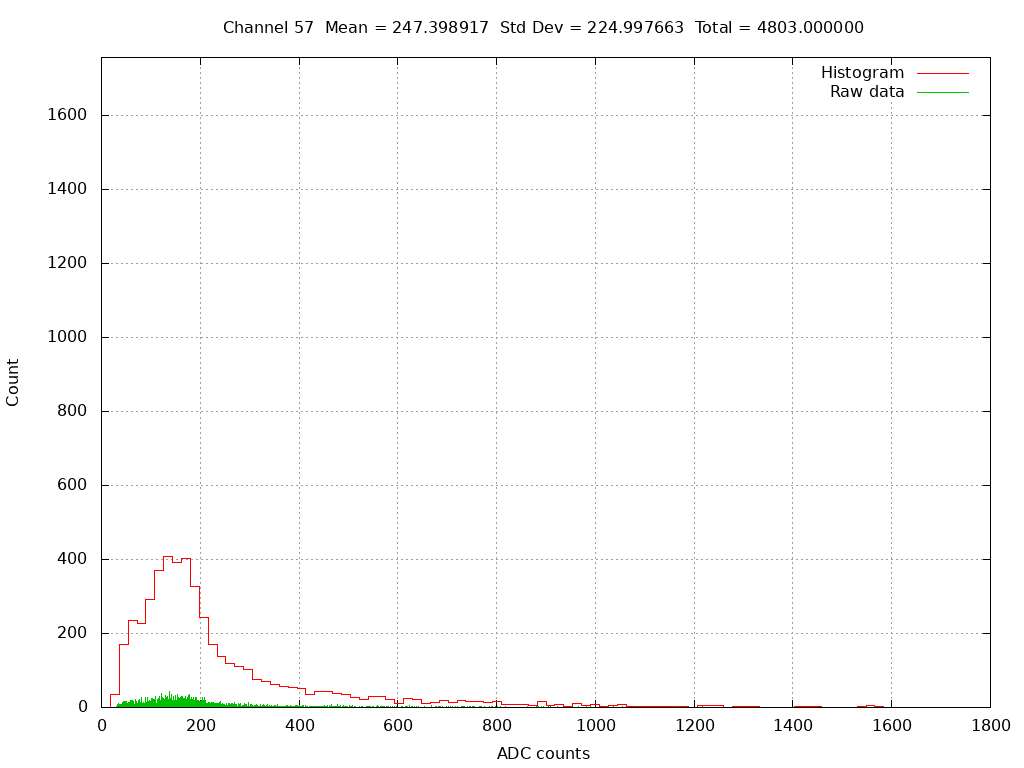 Channel 57  Mean = 247.398917  Std Dev = 224.997663  Total = 4803.000000
Histogram
Raw data
1600
1400
1200
1000
800
600
400
200
0
Count
0 200 400 600 800 1000 1200 1400 1600 1800
ADC counts